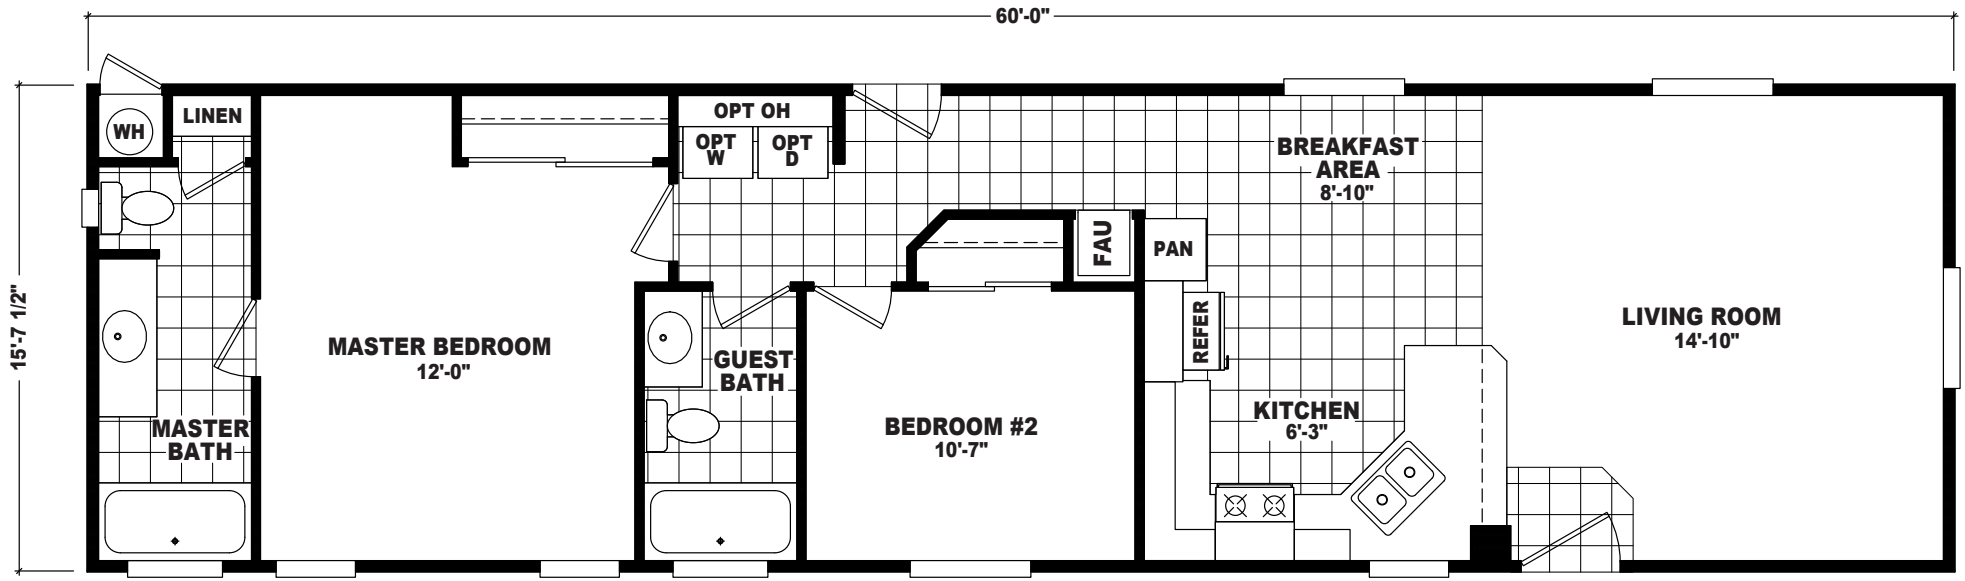 60'-0"
15'-7 1/2"
WH
LINEN
OPT OH
OPT
W
OPT
D
BREAKFAST
AREA
8'-10"
FAU
PAN
REFER
MASTER BEDROOM
12'-0"
GUEST
BATH
LIVING ROOM
14'-10"
MASTER
BATH
BEDROOM #2
10'-7"
KITCHEN
6'-3"